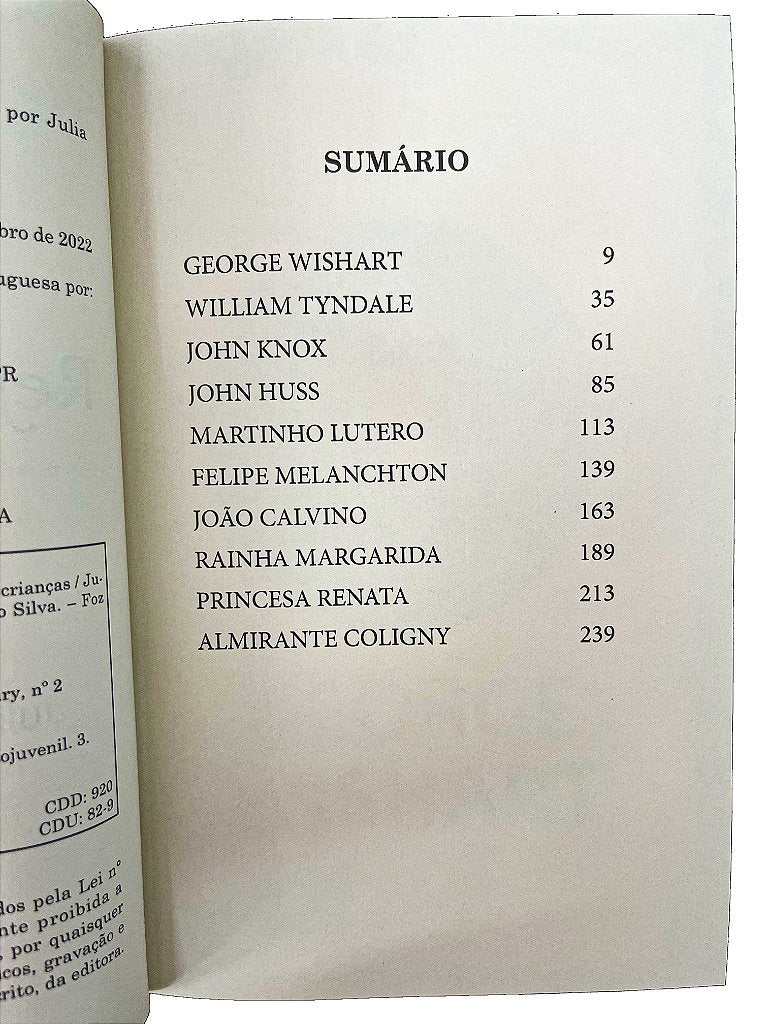 por Julia
bro de 2022
uguesa por:
PR
A
crianças / Ju-
o Silva. – Foz
ry, nº 2
ojuvenil. 3.
CDD: 920
CDU: 82-9
dos pela Lei nº
nte proibida a
, por quaisquer
icos, gravação e
crito, da editora.
SUMÁRIO
GEORGE WISHART 9
WILLIAM TYNDALE 35
JOHN KNOX 61
JOHN HUSS 85
MARTINHO LUTERO 113
FELIPE MELANCHTON 139
JOÃO CALVINO 163
RAINHA MARGARIDA 189
PRINCESA RENATA 213
ALMIRANTE COLIGNY 239